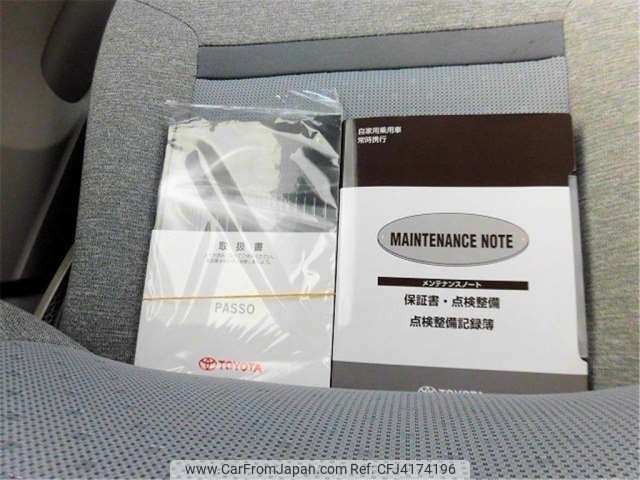 取扱書
PASSO
TOYOTA
自家用乗用車
常時携行
MAINTENANCE NOTE
メンテナンスノート
保証書・点検整備
点検整備記録簿
TOYOTA
www.CarFromJapan.com Ref:CFJ4174196